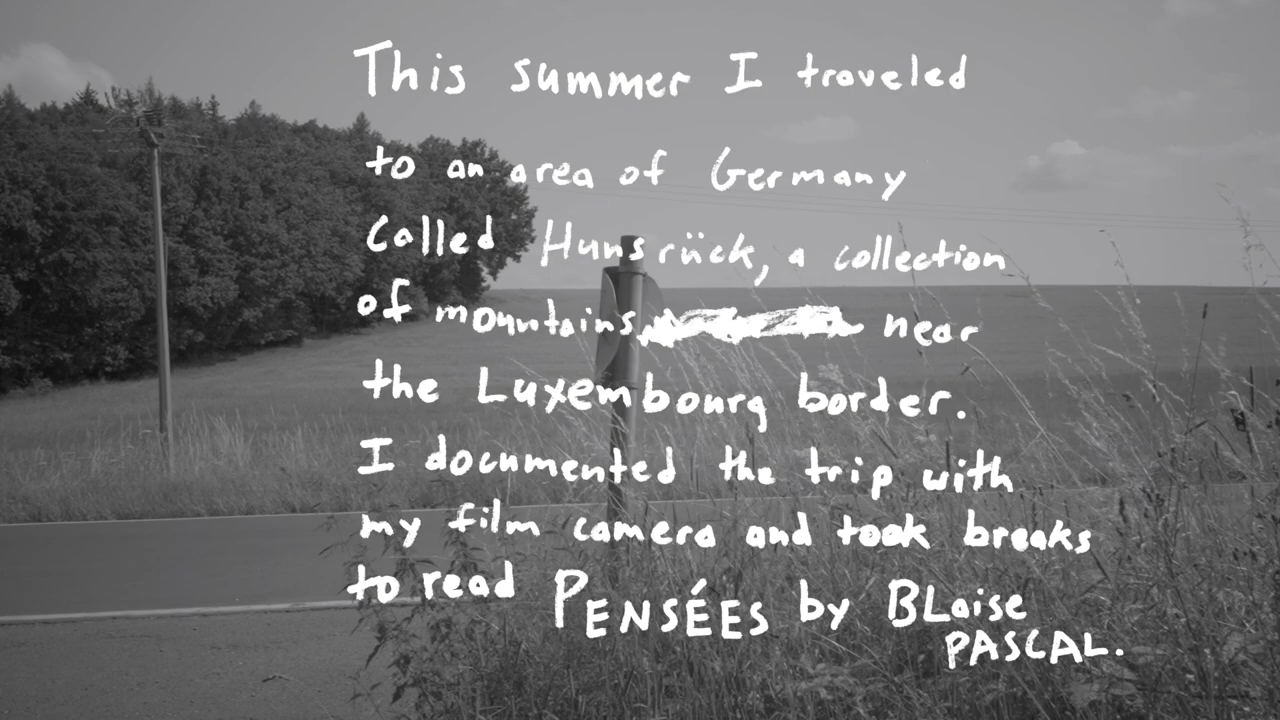 This summer I traveled
to an area of Germany
Called Hunsrück, a collection
of mountains near
the Luxembourg border.
I documented the trip with
my film camera and took breaks
to read PENSÉES by BLaise
PASCAL.